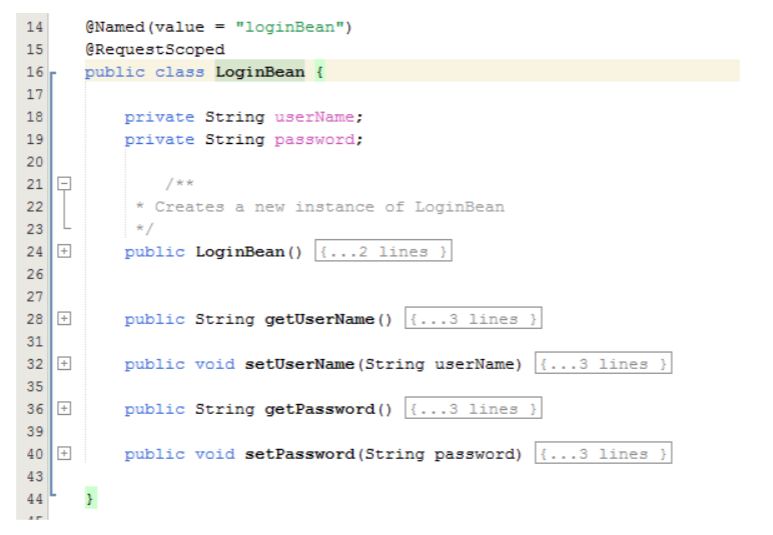 14 @Named(value = "loginBean")
15 @RequestScoped
16 public class LoginBean {
17
18 private String userName;
19 private String password;
20
21 /**
22 * Creates a new instance of LoginBean
23 */
24 public LoginBean() {...2 lines }
26
27
28 public String getUserName() {...3 lines }
31
32 public void setUserName(String userName) {...3 lines }
35
36 public String getPassword() {...3 lines }
39
40 public void setPassword(String password) {...3 lines }
43
44 }